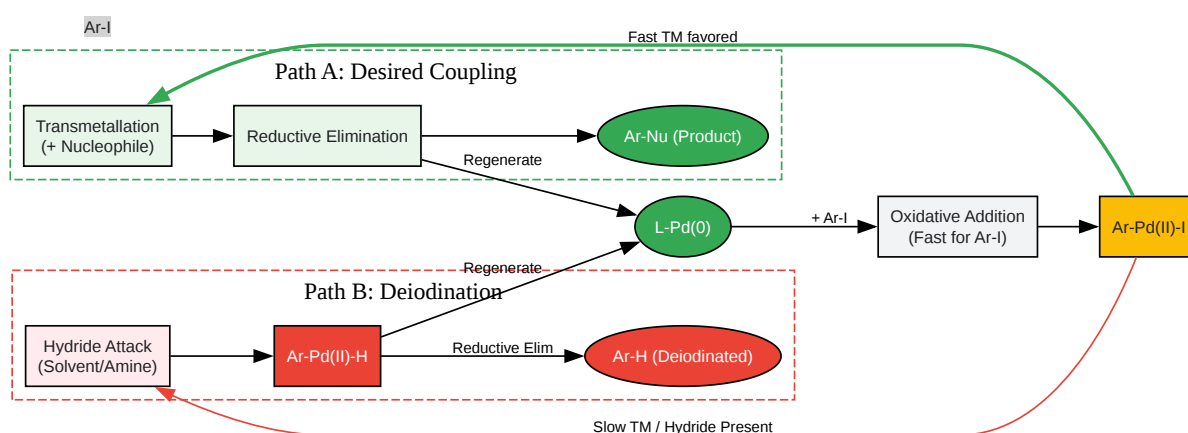 Ar-I
Fast TM favored
Path A: Desired Coupling
Transmetallation
(+ Nucleophile)
Reductive Elimination
Ar-Nu (Product)
Regenerate
L-Pd(0)
+ Ar-I
Oxidative Addition
(Fast for Ar-I)
Ar-Pd(II)-I
Regenerate
Path B: Deiodination
Hydride Attack
(Solvent/Amine)
Ar-Pd(II)-H
Reductive Elim
Ar-H (Deiodinated)
Slow TM / Hydride Present